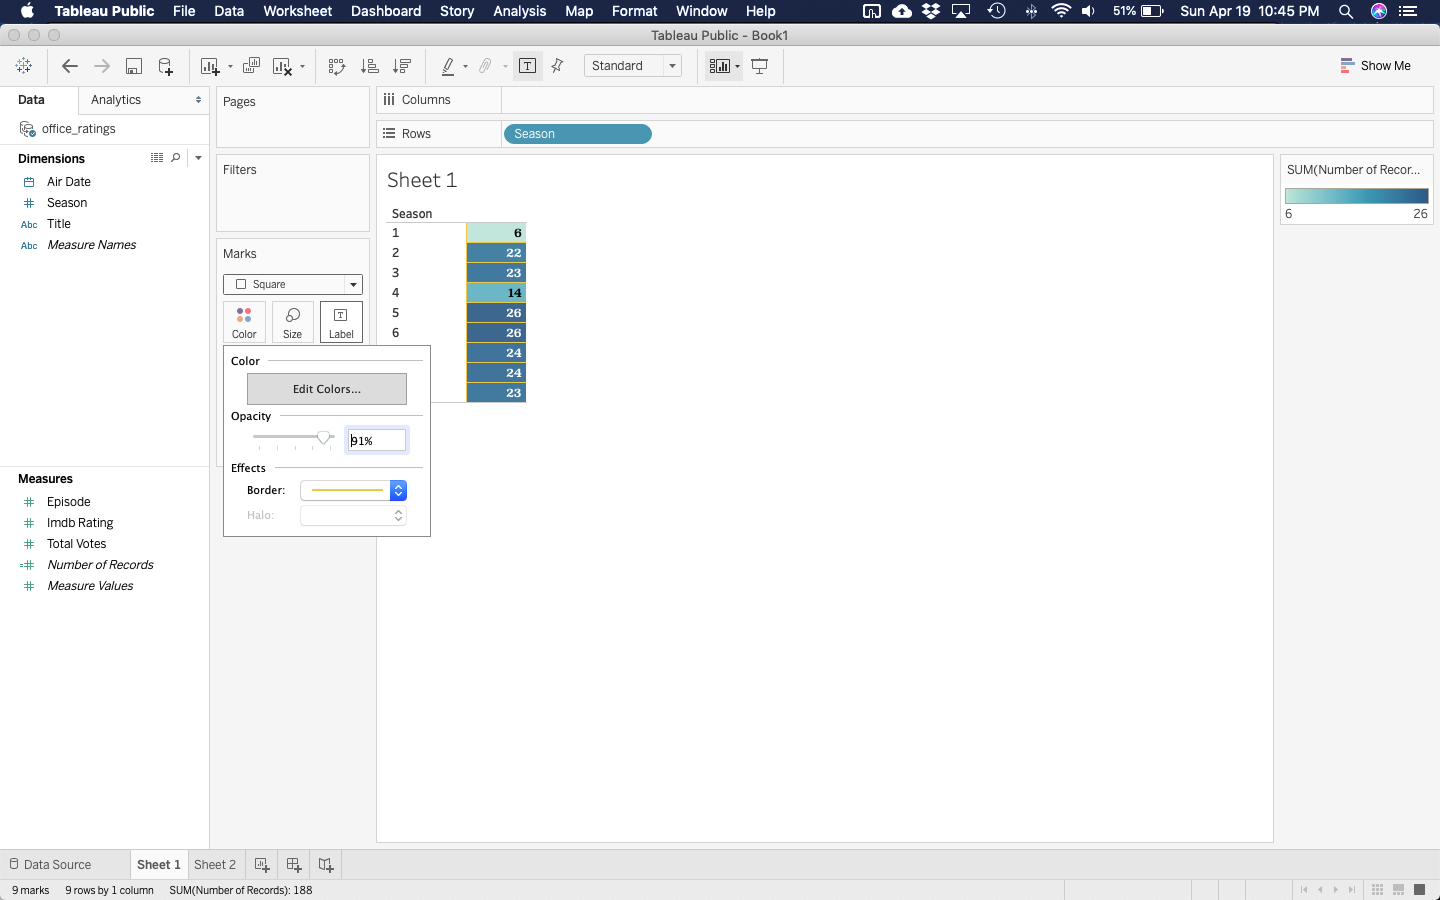 Tableau Public File Data Worksheet Dashboard Story Analysis Map Format Window Help 51% Sun Apr 19 10:45 PM
Tableau Public - Book1
Standard Show Me
Data Analytics
office_ratings
Dimensions
Air Date
Season
Abc Title
Abc Measure Names
Measures
Episode
Imdb Rating
Total Votes
Number of Records
Measure Values
Pages
Filters
Marks
Square
Color Size Label
Color
Edit Colors...
Opacity
91%
Effects
Border:
Halo:
Columns
Rows Season
Sheet 1
Season
1 6
2 22
3 23
4 14
5 26
6 26
24
24
23
SUM(Number of Recor...
6 26
Data Source Sheet 1 Sheet 2
9 marks 9 rows by 1 column SUM(Number of Records): 188